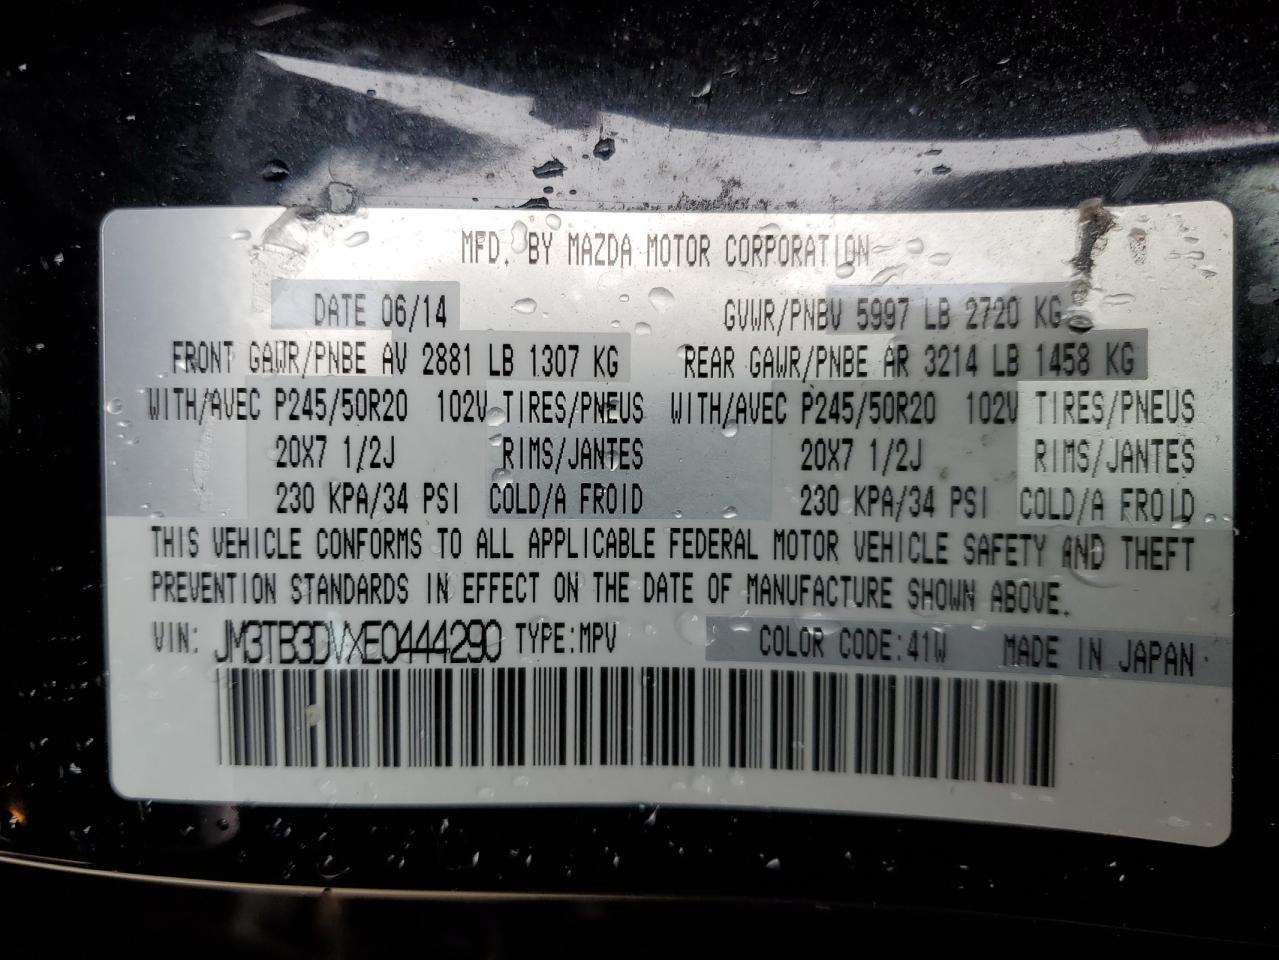 MFD. BY MAZDA MOTOR CORPORATION
DATE 06/14 GVWR/PNBV 5997 LB 2720 KG
FRONT GAWR/PNBE AV 2881 LB 1307 KG REAR GAWR/PNBE AR 3214 LB 1458 KG
WITH/AVEC P245/50R20 102V TIRES/PNEUS WITH/AVEC P245/50R20 102V TIRES/PNEUS
20X7 1/2J RIMS/JANTES 20X7 1/2J RIMS/JANTES
230 KPA/34 PSI COLD/A FROID 230 KPA/34 PSI COLD/A FROID
THIS VEHICLE CONFORMS TO ALL APPLICABLE FEDERAL MOTOR VEHICLE SAFETY AND THEFT
PREVENTION STANDARDS IN EFFECT ON THE DATE OF MANUFACTURE SHOWN ABOVE.
VIN: JM3TB3DVXE0444290 TYPE:MPV COLOR CODE:41W MADE IN JAPAN